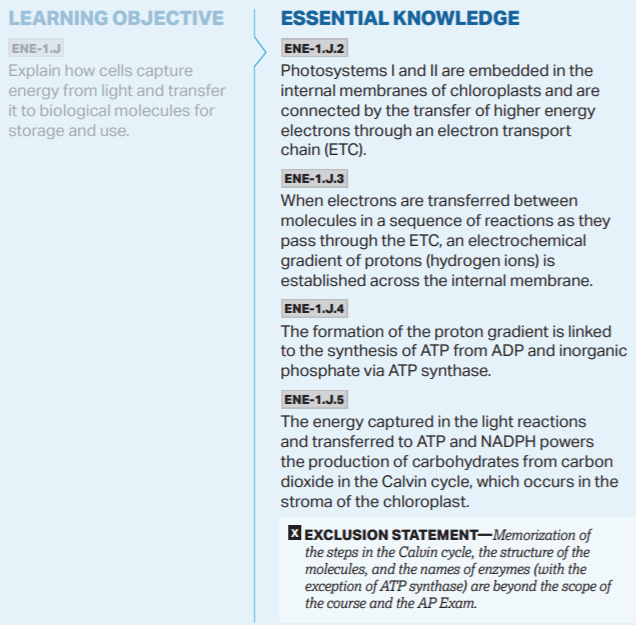 LEARNING OBJECTIVE
ENE-1.J
Explain how cells capture
energy from light and transfer
it to biological molecules for
storage and use.
ESSENTIAL KNOWLEDGE
ENE-1.J.2
Photosystems I and II are embedded in the
internal membranes of chloroplasts and are
connected by the transfer of higher energy
electrons through an electron transport
chain (ETC).
ENE-1.J.3
When electrons are transferred between
molecules in a sequence of reactions as they
pass through the ETC, an electrochemical
gradient of protons (hydrogen ions) is
established across the internal membrane.
ENE-1.J.4
The formation of the proton gradient is linked
to the synthesis of ATP from ADP and inorganic
phosphate via ATP synthase.
ENE-1.J.5
The energy captured in the light reactions
and transferred to ATP and NADPH powers
the production of carbohydrates from carbon
dioxide in the Calvin cycle, which occurs in the
stroma of the chloroplast.
X EXCLUSION STATEMENT—Memorization of
the steps in the Calvin cycle, the structure of the
molecules, and the names of enzymes (with the
exception of ATP synthase) are beyond the scope of
the course and the AP Exam.